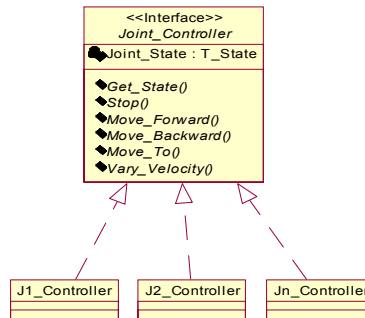 <<Interface>>
Joint_Controller
Joint_State : T_State
Get_State()
Stop()
Move_Forward()
Move_Backward()
Move_To()
Vary_Velocity()
J1_Controller J2_Controller Jn_Controller